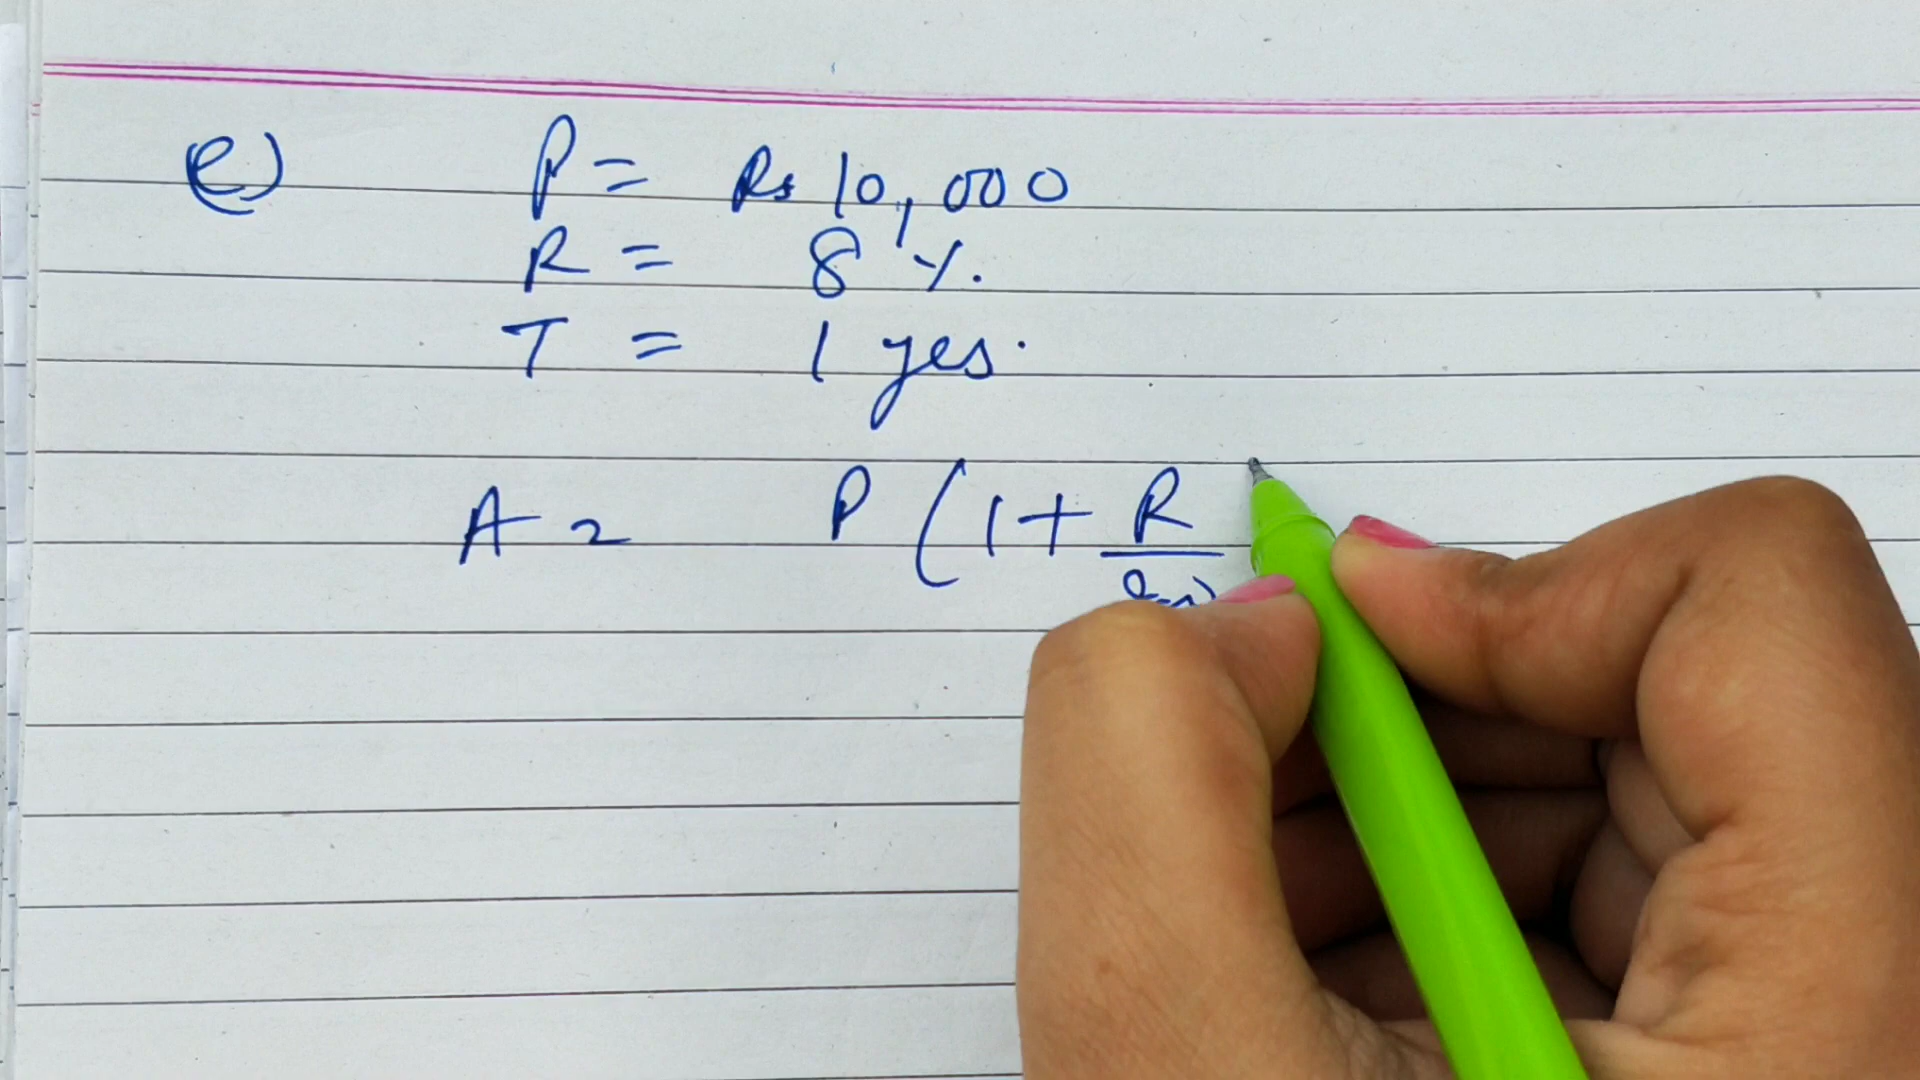 e) P = Rs 10,000
R = 8 %.
T = 1 yes.
A = P ( 1 + R